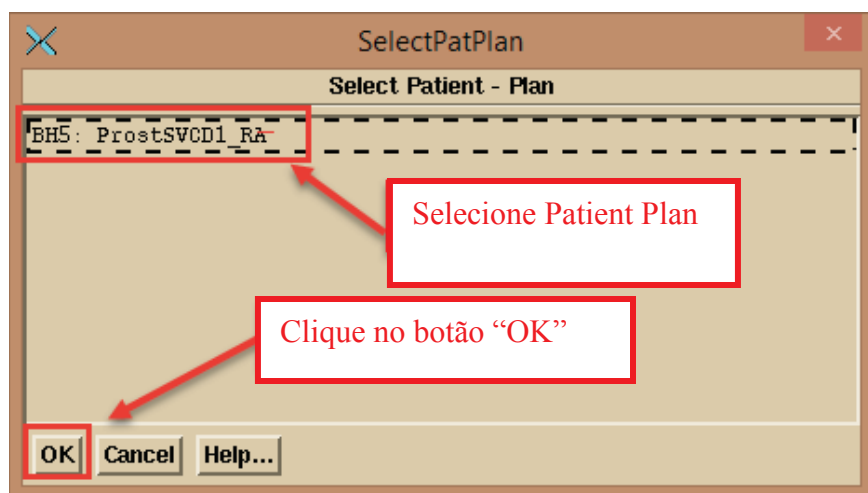 SelectPatPlan
Select Patient - Plan
BH5: ProstSVCD1_RA
Selecione Patient Plan
Clique no botão “OK”
OK Cancel Help...